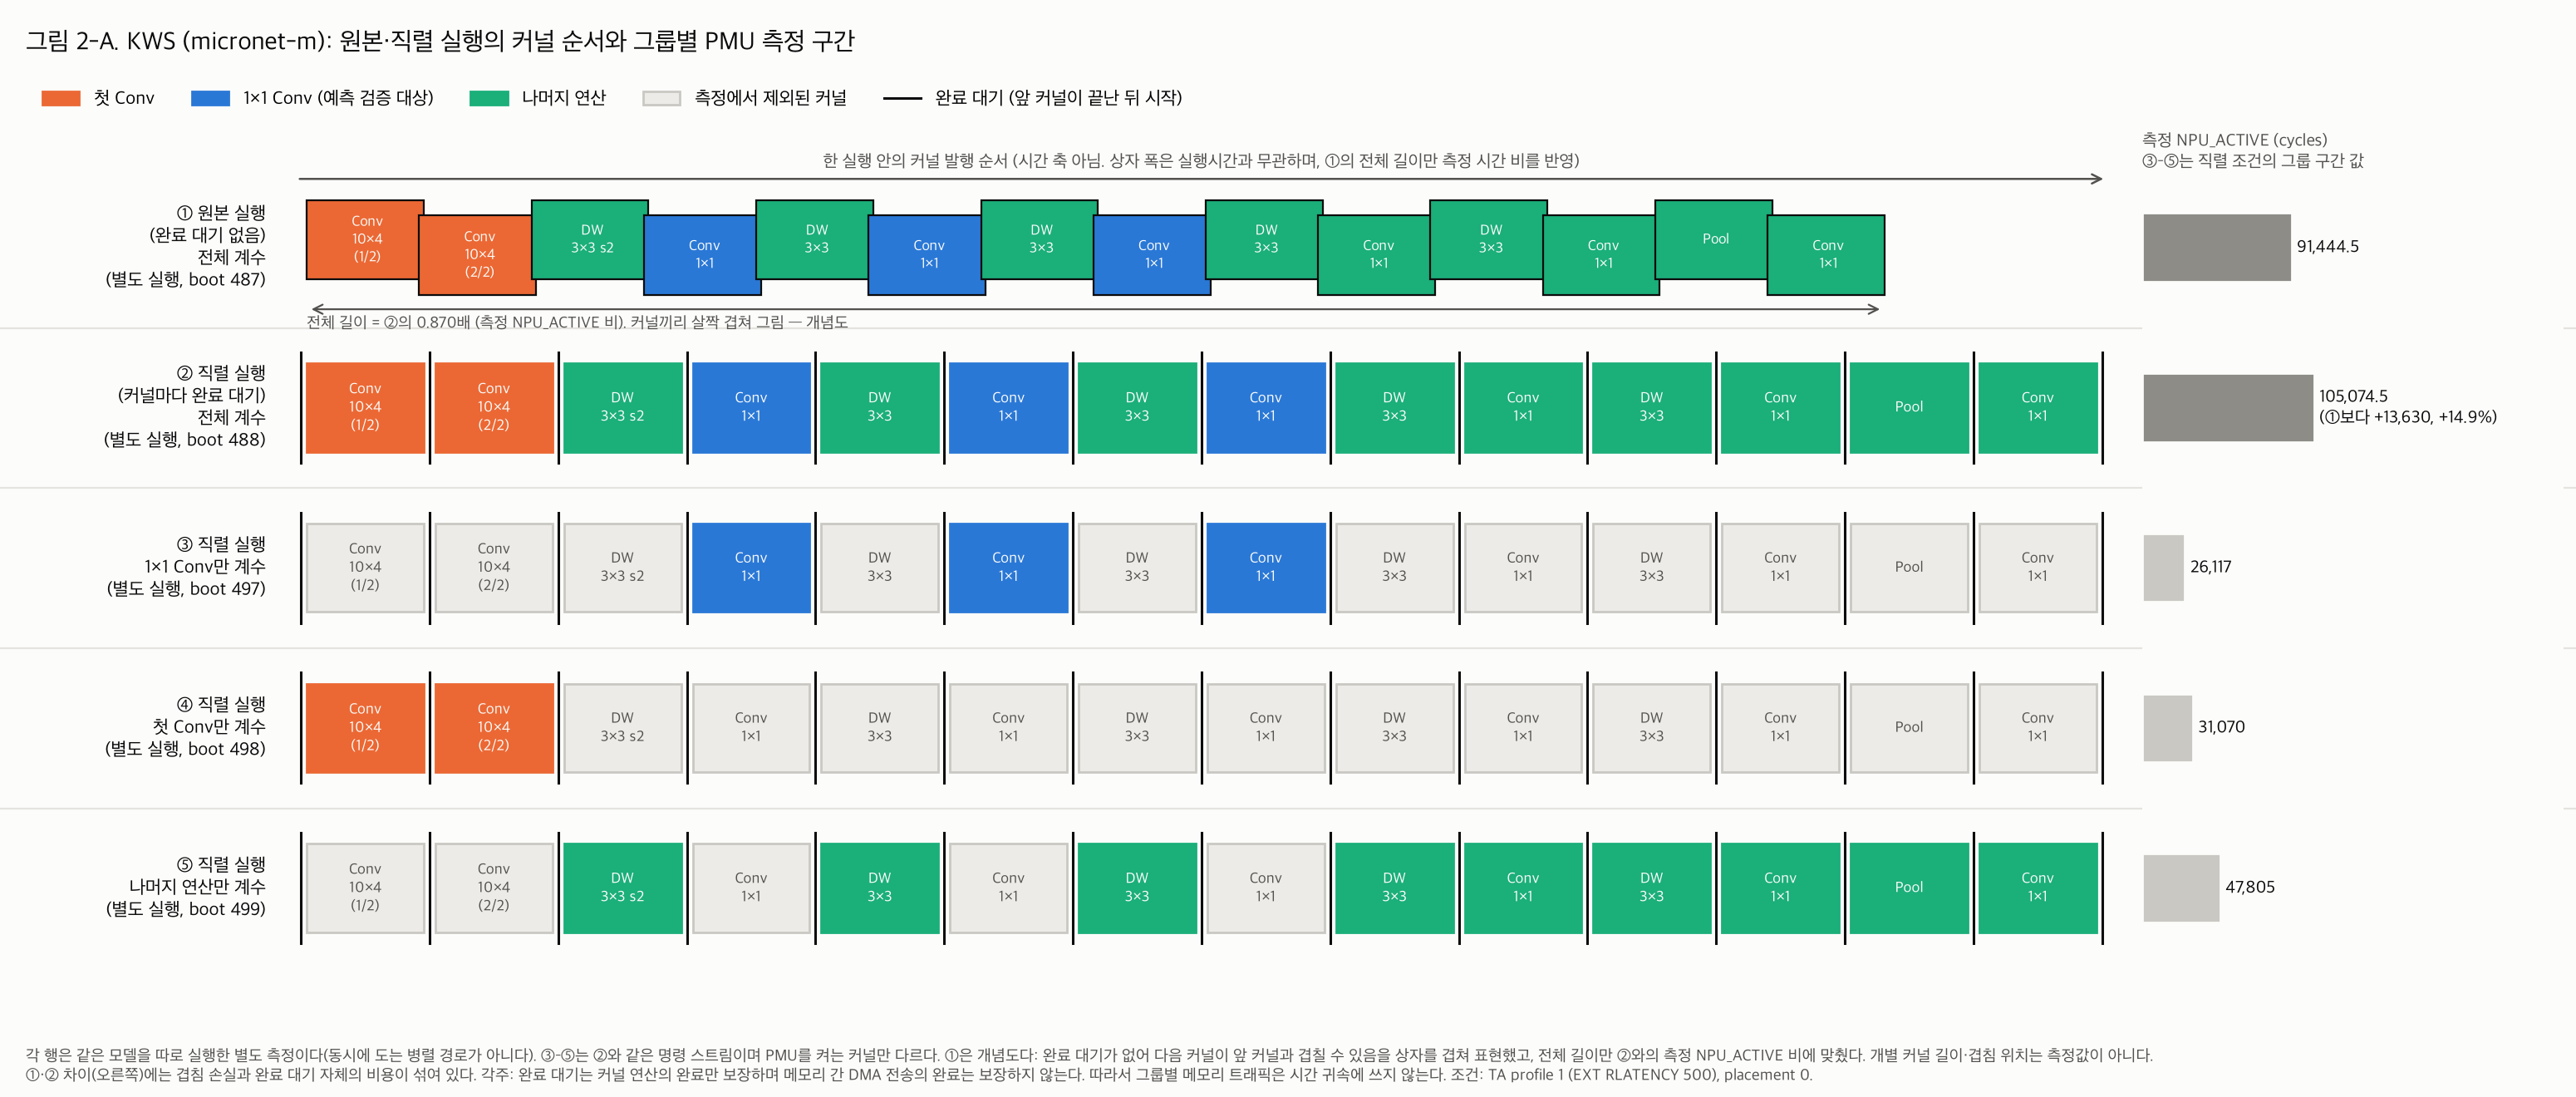 그림 2-A. KWS (micronet-m): 원본·직렬 실행의 커널 순서와 그룹별 PMU 측정 구간
첫 Conv
1×1 Conv (예측 검증 대상)
나머지 연산
측정에서 제외된 커널
완료 대기 (앞 커널이 끝난 뒤 시작)
측정 NPU_ACTIVE (cycles)
③-⑤는 직렬 조건의 그룹 구간 값
한 실행 안의 커널 발행 순서 (시간 축 아님. 상자 폭은 실행시간과 무관하며, ①의 전체 길이만 측정 시간 비를 반영)
① 원본 실행
(완료 대기 없음)
전체 계수
(별도 실행, boot 487)
Conv
10×4
(1/2)
Conv
10×4
(2/2)
DW
3×3 s2
Conv
1×1
DW
3×3
Conv
1×1
DW
3×3
Conv
1×1
DW
3×3
Conv
1×1
DW
3×3
Conv
1×1
Pool
Conv
1×1
91,444.5
전체 길이 = ②의 0.870배 (측정 NPU_ACTIVE 비). 커널끼리 살짝 겹쳐 그림 — 개념도
② 직렬 실행
(커널마다 완료 대기)
전체 계수
(별도 실행, boot 488)
Conv
10×4
(1/2)
Conv
10×4
(2/2)
DW
3×3 s2
Conv
1×1
DW
3×3
Conv
1×1
DW
3×3
Conv
1×1
DW
3×3
Conv
1×1
DW
3×3
Conv
1×1
Pool
Conv
1×1
105,074.5
(①보다 +13,630, +14.9%)
③ 직렬 실행
1×1 Conv만 계수
(별도 실행, boot 497)
Conv
10×4
(1/2)
Conv
10×4
(2/2)
DW
3×3 s2
Conv
1×1
DW
3×3
Conv
1×1
DW
3×3
Conv
1×1
DW
3×3
Conv
1×1
DW
3×3
Conv
1×1
Pool
Conv
1×1
26,117
④ 직렬 실행
첫 Conv만 계수
(별도 실행, boot 498)
Conv
10×4
(1/2)
Conv
10×4
(2/2)
DW
3×3 s2
Conv
1×1
DW
3×3
Conv
1×1
DW
3×3
Conv
1×1
DW
3×3
Conv
1×1
DW
3×3
Conv
1×1
Pool
Conv
1×1
31,070
⑤ 직렬 실행
나머지 연산만 계수
(별도 실행, boot 499)
Conv
10×4
(1/2)
Conv
10×4
(2/2)
DW
3×3 s2
Conv
1×1
DW
3×3
Conv
1×1
DW
3×3
Conv
1×1
DW
3×3
Conv
1×1
DW
3×3
Conv
1×1
Pool
Conv
1×1
47,805
각 행은 같은 모델을 따로 실행한 별도 측정이다(동시에 도는 병렬 경로가 아니다). ③-⑤는 ②와 같은 명령 스트림이며 PMU를 켜는 커널만 다르다. ①은 개념도다: 완료 대기가 없어 다음 커널이 앞 커널과 겹칠 수 있음을 상자를 겹쳐 표현했고, 전체 길이만 ②와의 측정 NPU_ACTIVE 비에 맞췄다. 개별 커널 길이·겹침 위치는 측정값이 아니다.
①·② 차이(오른쪽)에는 겹침 손실과 완료 대기 자체의 비용이 섞여 있다. 각주: 완료 대기는 커널 연산의 완료만 보장하며 메모리 간 DMA 전송의 완료는 보장하지 않는다. 따라서 그룹별 메모리 트래픽은 시간 귀속에 쓰지 않는다. 조건: TA profile 1 (EXT RLATENCY 500), placement 0.